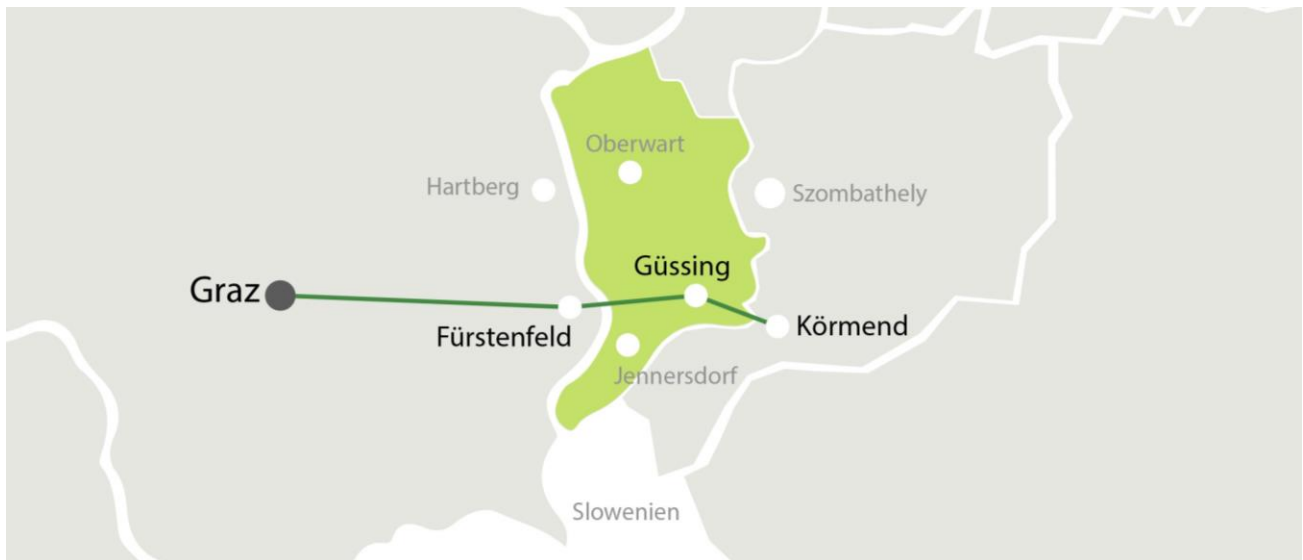 Oberwart
Hartberg
Szombathely
Güssing
Graz
Fürstenfeld
Körmend
Jennersdorf
Slowenien